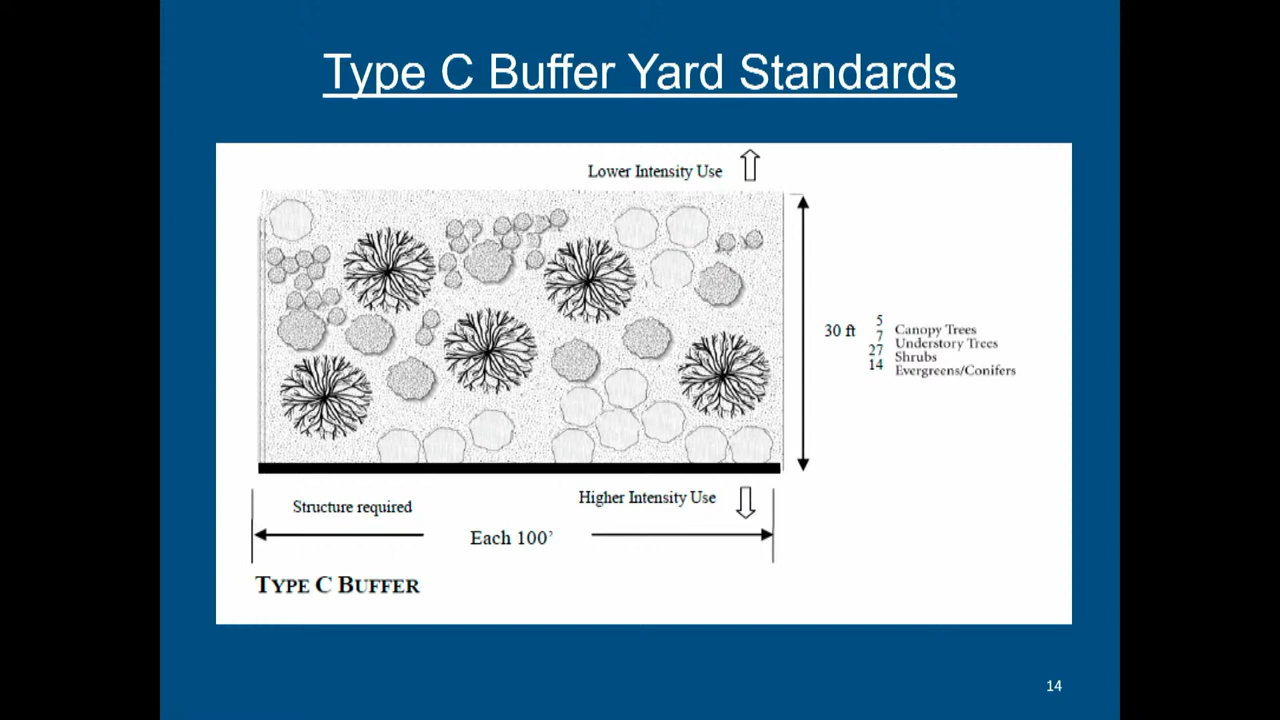 Type C Buffer Yard Standards
Lower Intensity Use
30 ft
5 Canopy Trees
7 Understory Trees
27 Shrubs
14 Evergreens/Conifers
Structure required
Higher Intensity Use
Each 100’
TYPE C BUFFER
14